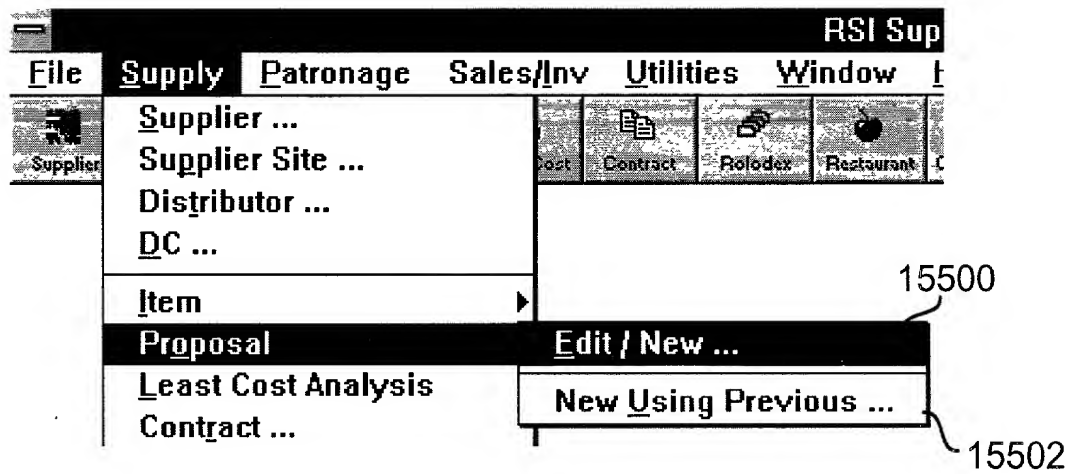 RSI Sup
File Supply Patronage Sales/Inv Utilities Window
Supplier Cost Contract Rolodex Restaurant
Supplier ...
Supplier Site ...
Distributor ...
DC ...
Item
Proposal
Least Cost Analysis
Contract ...
15500
Edit / New ...
New Using Previous ...
15502